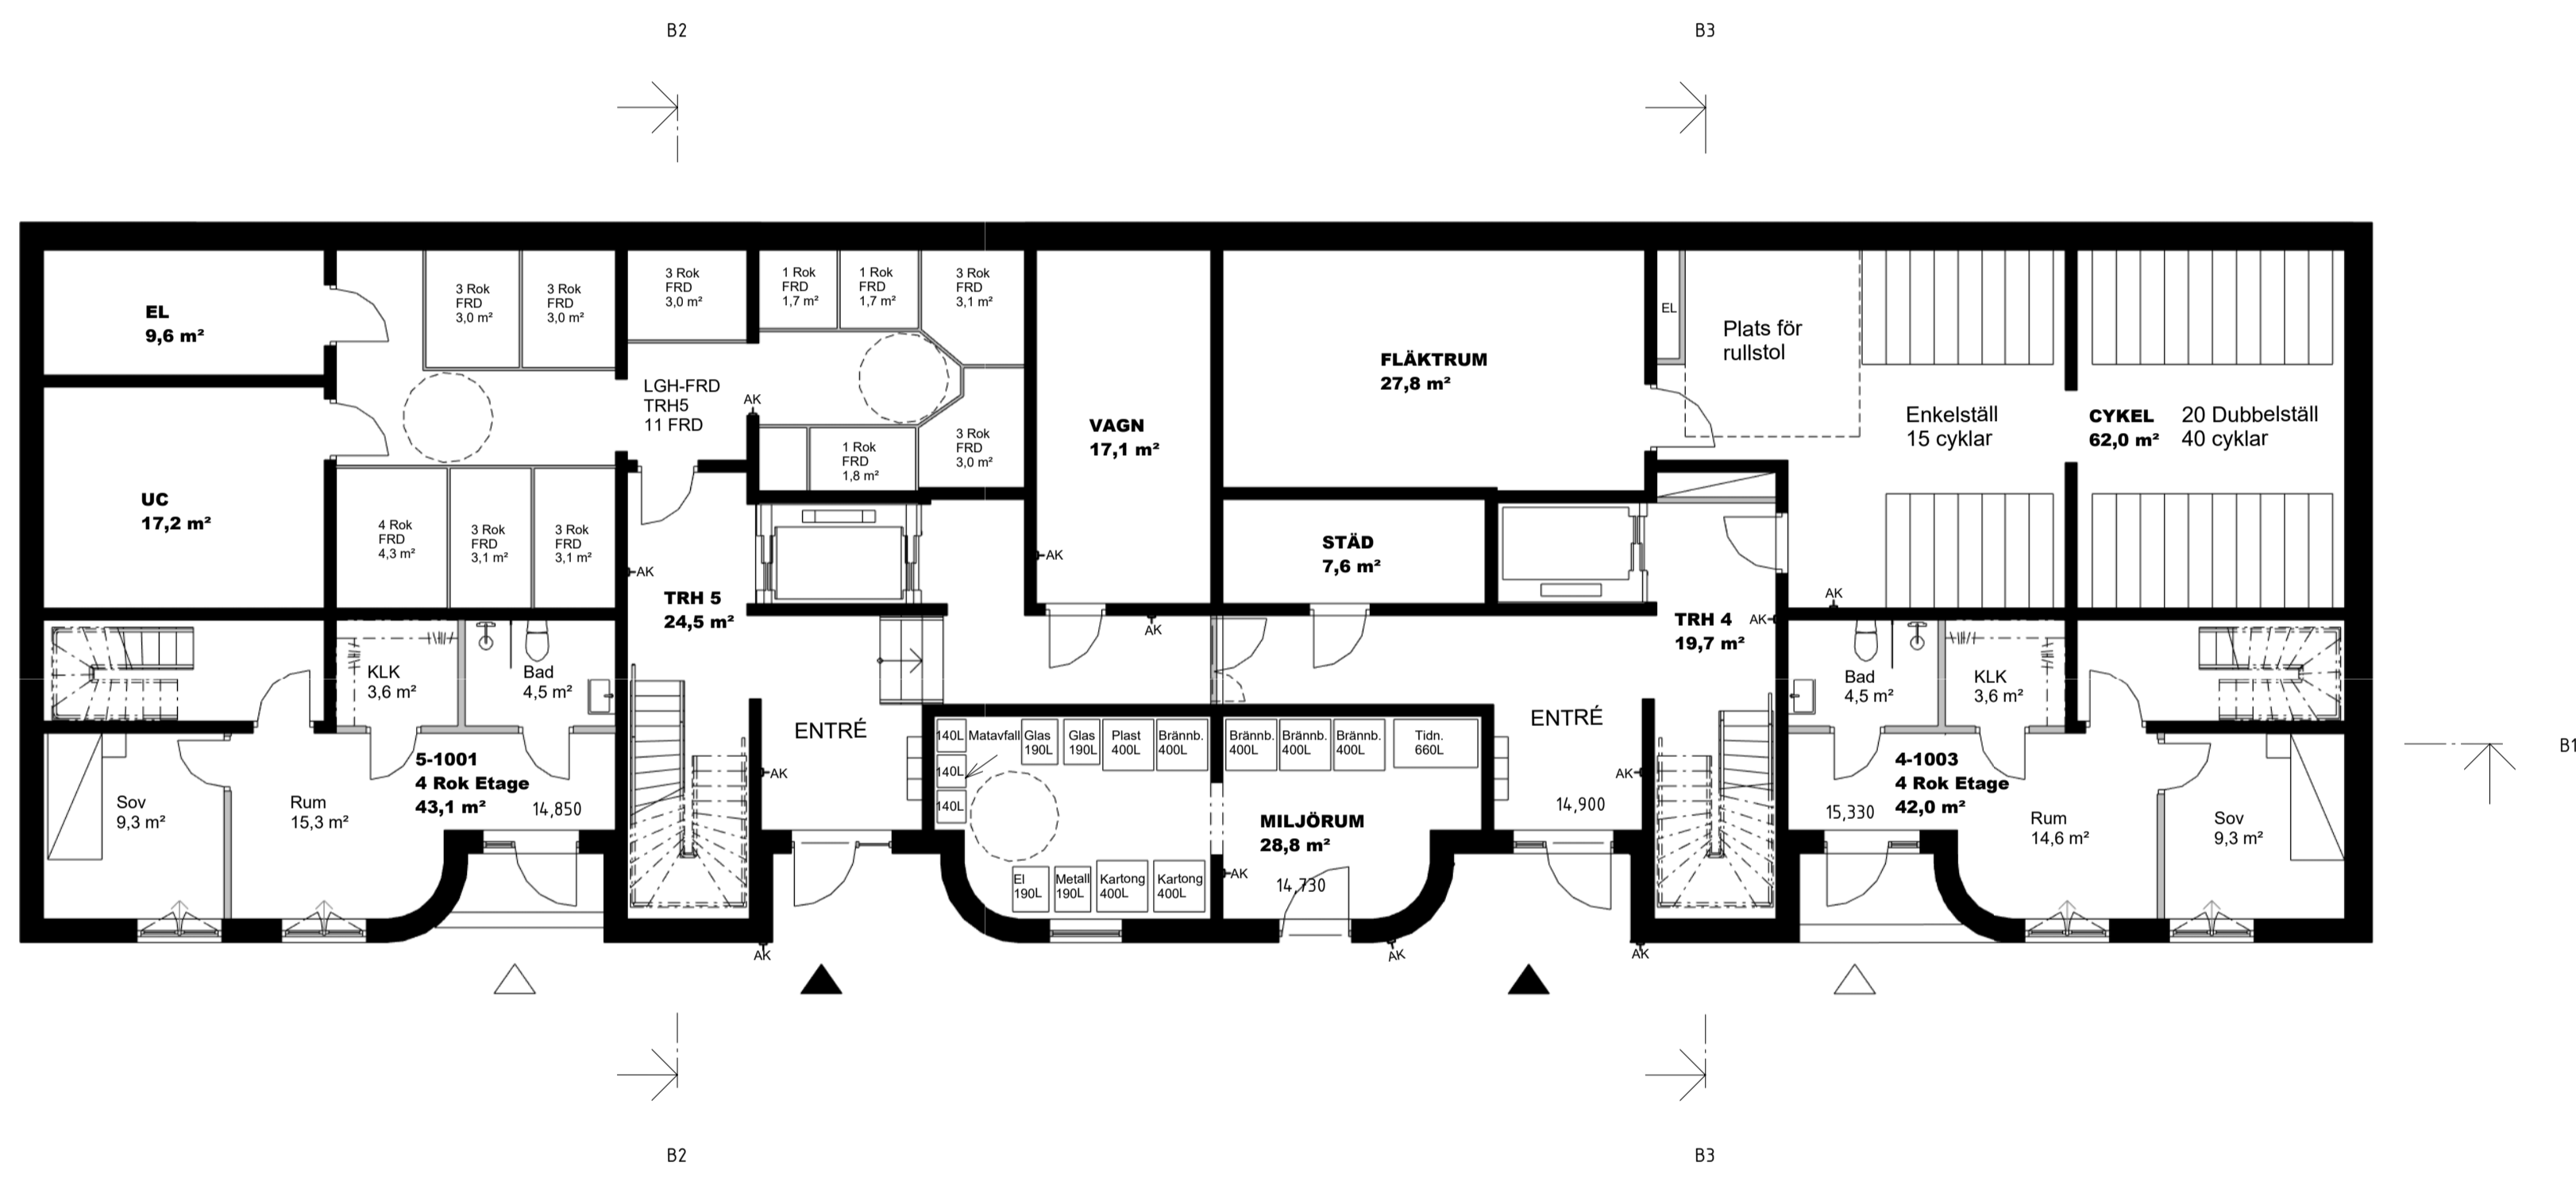 B2
B3
EL
9,6 m²
3 Rok
FRD
3,0 m²
3 Rok
FRD
3,0 m²
3 Rok
FRD
3,0 m²
1 Rok
FRD
1,7 m²
1 Rok
FRD
1,7 m²
3 Rok
FRD
3,1 m²
EL
Plats för
rullstol
FLÄKTRUM
27,8 m²
LGH-FRD
TRH5
11 FRD
AK
VAGN
17,1 m²
Enkelställ
15 cyklar
CYKEL
62,0 m²
20 Dubbelställ
40 cyklar
1 Rok
FRD
1,8 m²
3 Rok
FRD
3,0 m²
UC
17,2 m²
4 Rok
FRD
4,3 m²
3 Rok
FRD
3,1 m²
3 Rok
FRD
3,1 m²
AK
AK
STÄD
7,6 m²
TRH 5
24,5 m²
AK
TRH 4
19,7 m²
AK
AK
KLK
3,6 m²
Bad
4,5 m²
Bad
4,5 m²
KLK
3,6 m²
ENTRÉ
ENTRÉ
140L
Matavfall
140L
140L
Glas
190L
Glas
190L
Plast
400L
Brännb.
400L
Brännb.
400L
Brännb.
400L
Brännb.
400L
Tidn.
660L
5-1001
4 Rok Etage
43,1 m²
14,850
AK
AK
14,900
4-1003
4 Rok Etage
42,0 m²
15,330
B1
Sov
9,3 m²
Rum
15,3 m²
MILJÖRUM
28,8 m²
Rum
14,6 m²
Sov
9,3 m²
El
190L
Metall
190L
Kartong
400L
Kartong
400L
AK
14,730
AK
AK
AK
B2
B3